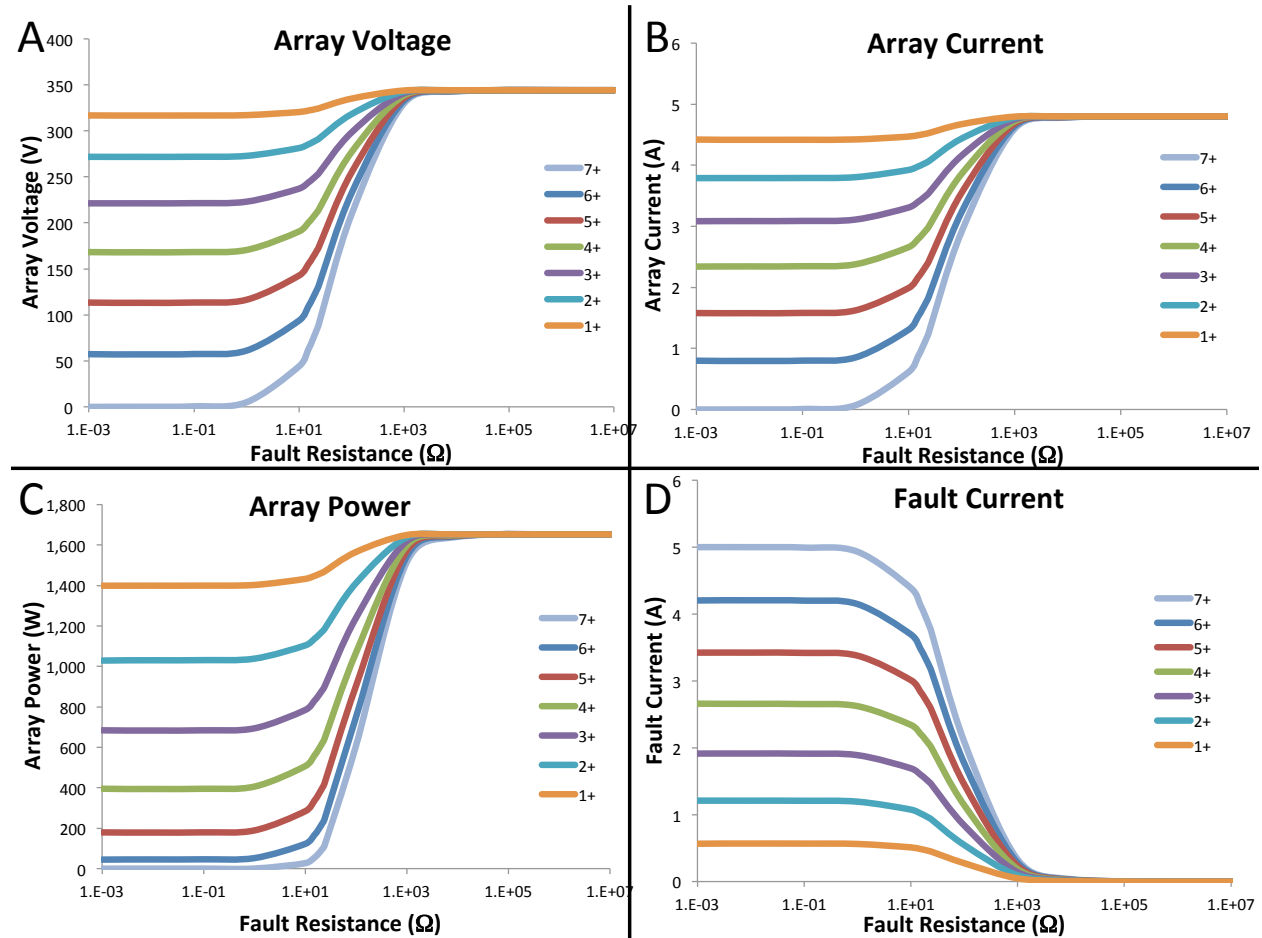 A
Array Voltage
Array Voltage (V)
400
350
300
250
200
150
100
50
0
1.E-03
1.E-01
1.E+01
1.E+03
1.E+05
1.E+07
Fault Resistance (Ω)
7+
6+
5+
4+
3+
2+
1+
B
Array Current
Array Current (A)
6
5
4
3
2
1
0
1.E-03
1.E-01
1.E+01
1.E+03
1.E+05
1.E+07
Fault Resistance (Ω)
7+
6+
5+
4+
3+
2+
1+
C
Array Power
Array Power (W)
1,800
1,600
1,400
1,200
1,000
800
600
400
200
0
1.E-03
1.E-01
1.E+01
1.E+03
1.E+05
1.E+07
Fault Resistance (Ω)
7+
6+
5+
4+
3+
2+
1+
D
Fault Current
Fault Current (A)
6
5
4
3
2
1
0
1.E-03
1.E-01
1.E+01
1.E+03
1.E+05
1.E+07
Fault Resistance (Ω)
7+
6+
5+
4+
3+
2+
1+